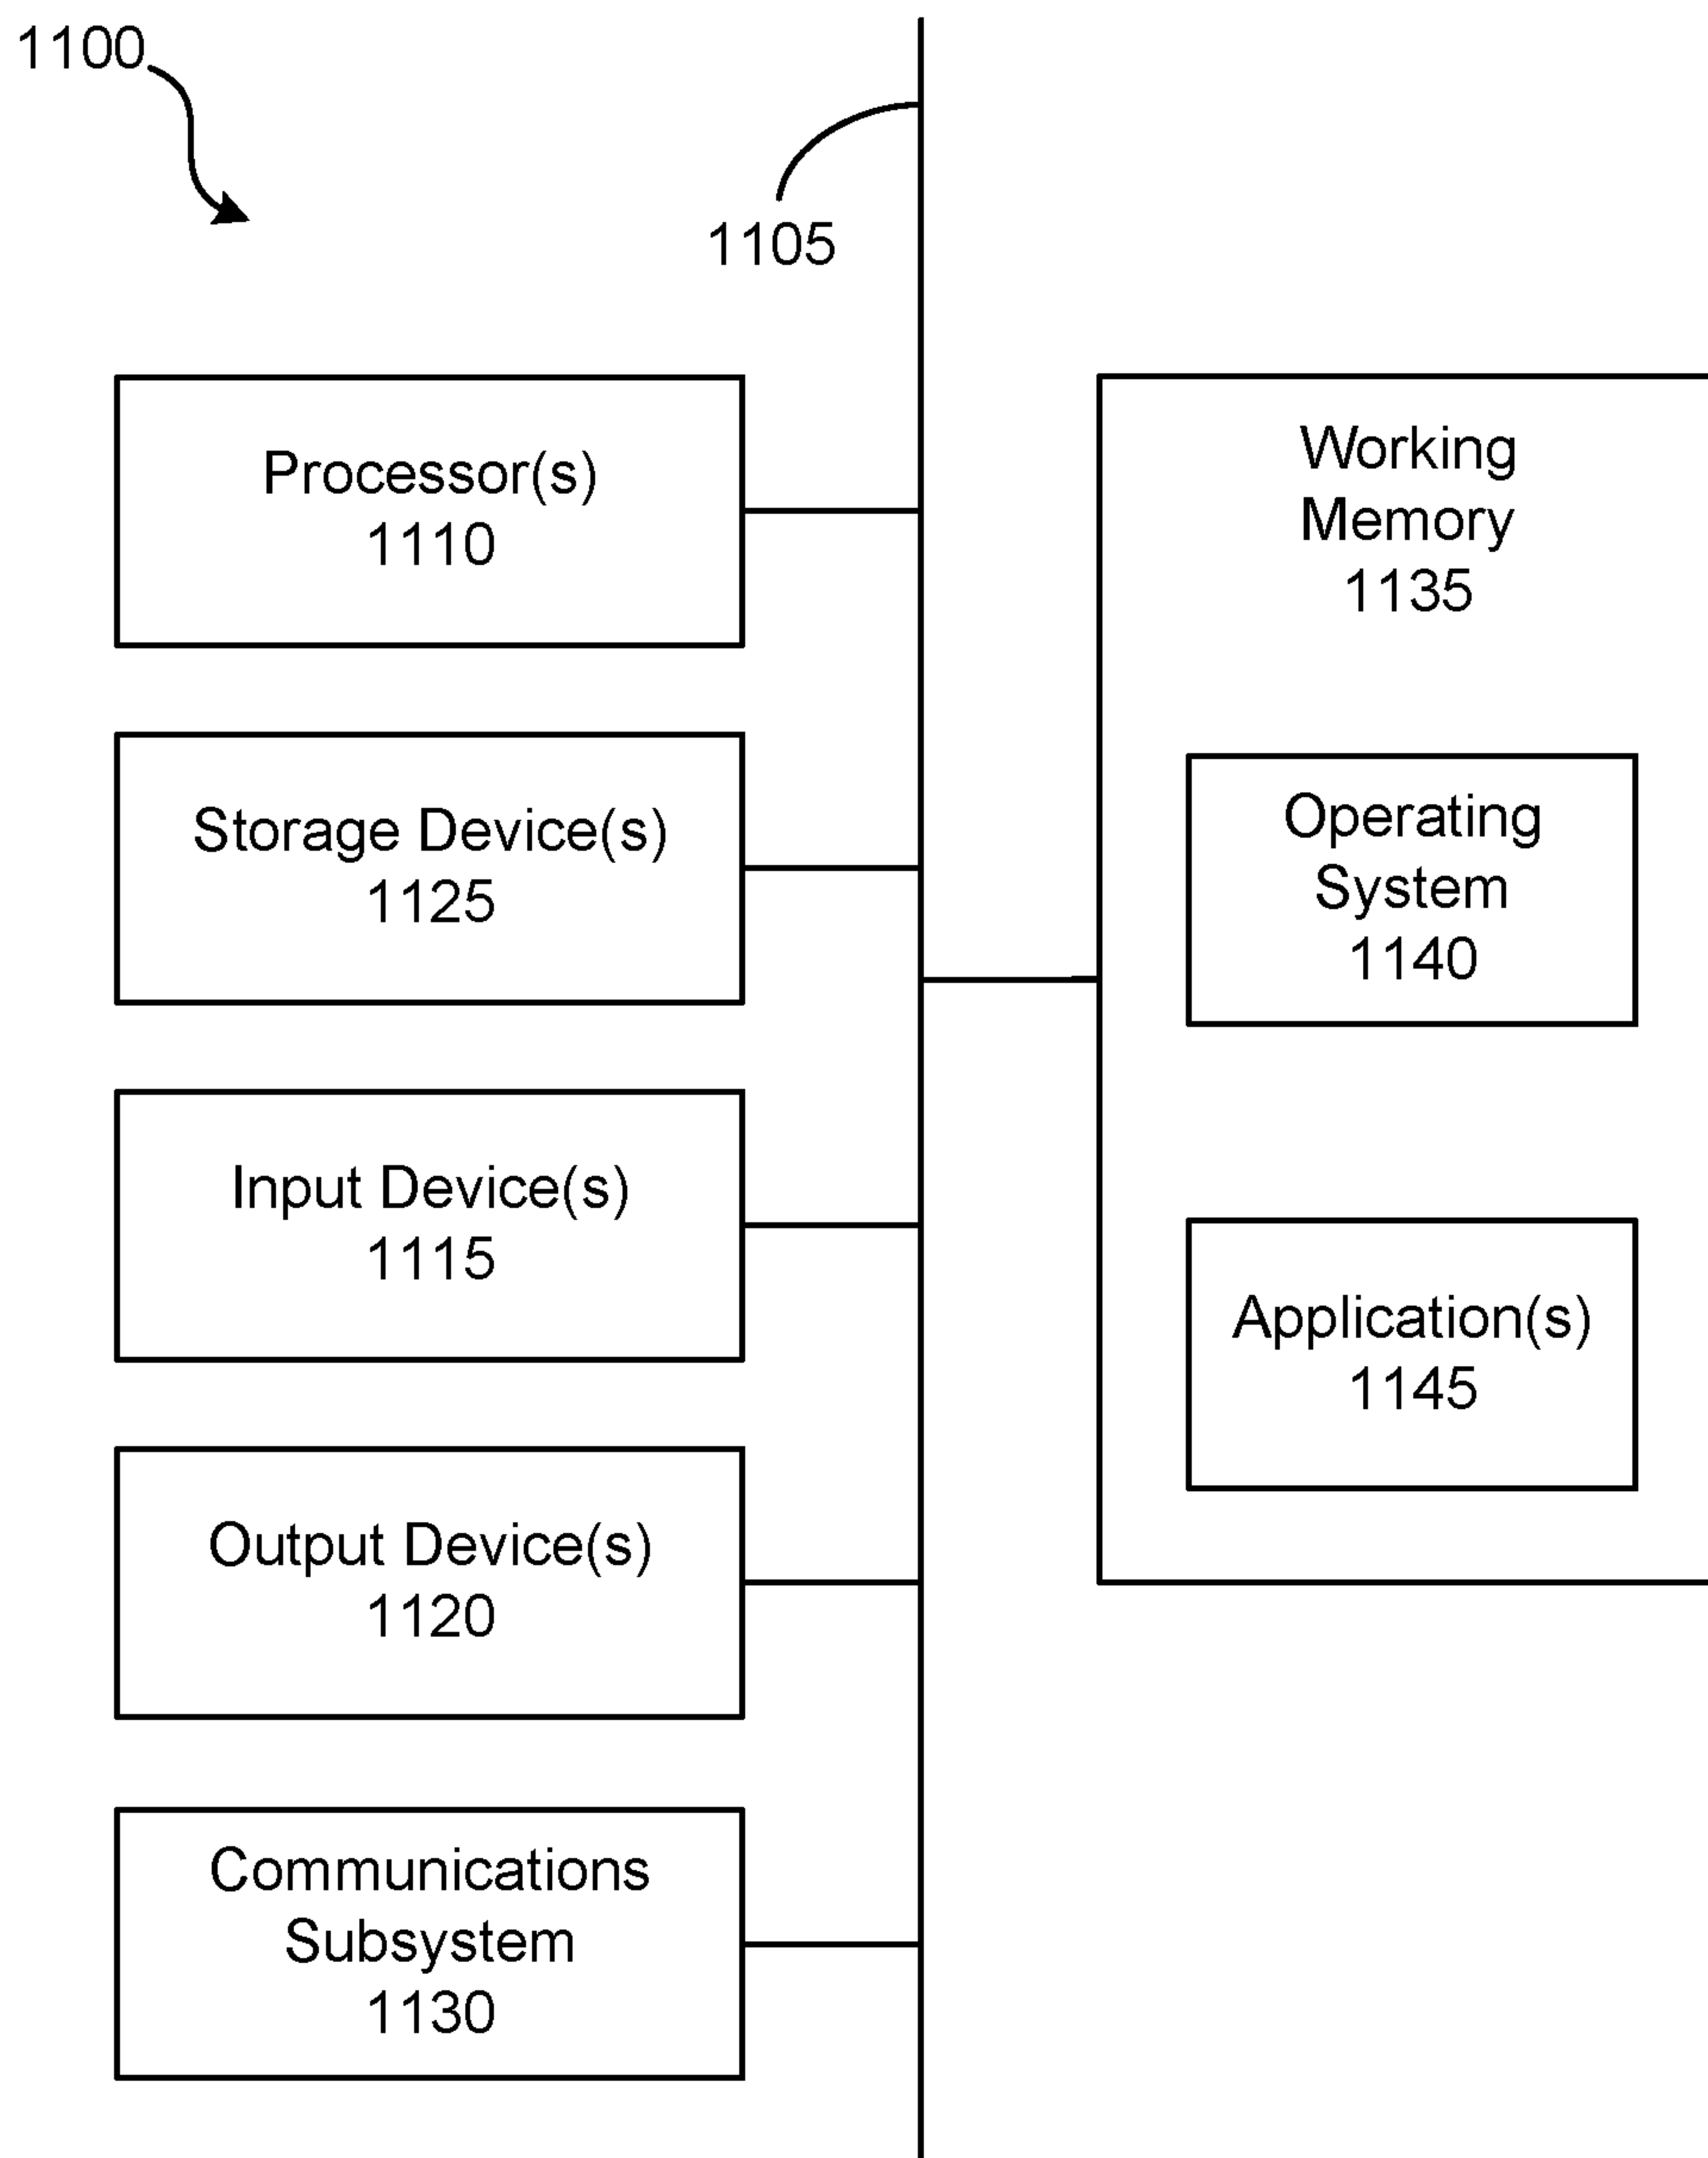 1100
1105
Processor(s)
1110
Storage Device(s)
1125
Input Device(s)
1115
Output Device(s)
1120
Communications
Subsystem
1130
Working
Memory
1135
Operating
System
1140
Application(s)
1145